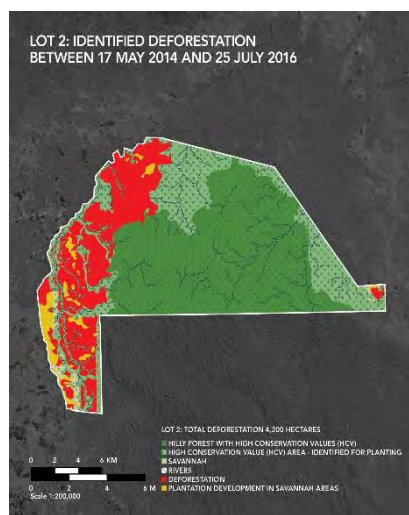 LOT 2: IDENTIFIED DEFORESTATION
BETWEEN 17 MAY 2014 AND 25 JULY 2016
LOT 2: TOTAL DEFORESTATION 4,200 HECTARES
HILLY FOREST WITH HIGH CONSERVATION VALUES (HCV)
HIGH CONSERVATION VALUE (HCV) AREA - IDENTIFIED FOR PLANTING
SAVANNAH
RIVERS
DEFORESTATION
PLANTATION DEVELOPMENT IN SAVANNAH AREAS
0 2 4 6 KM
0 2 4 6 M
Scale 1:200,000